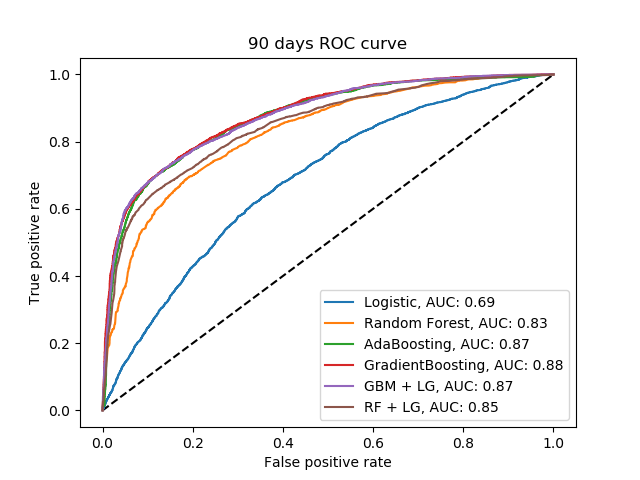 90 days ROC curve
1.0
0.8
0.6
0.4
0.2
0.0
True positive rate
Logistic, AUC: 0.69
Random Forest, AUC: 0.83
AdaBoosting, AUC: 0.87
GradientBoosting, AUC: 0.88
GBM + LG, AUC: 0.87
RF + LG, AUC: 0.85
0.0 0.2 0.4 0.6 0.8 1.0
False positive rate